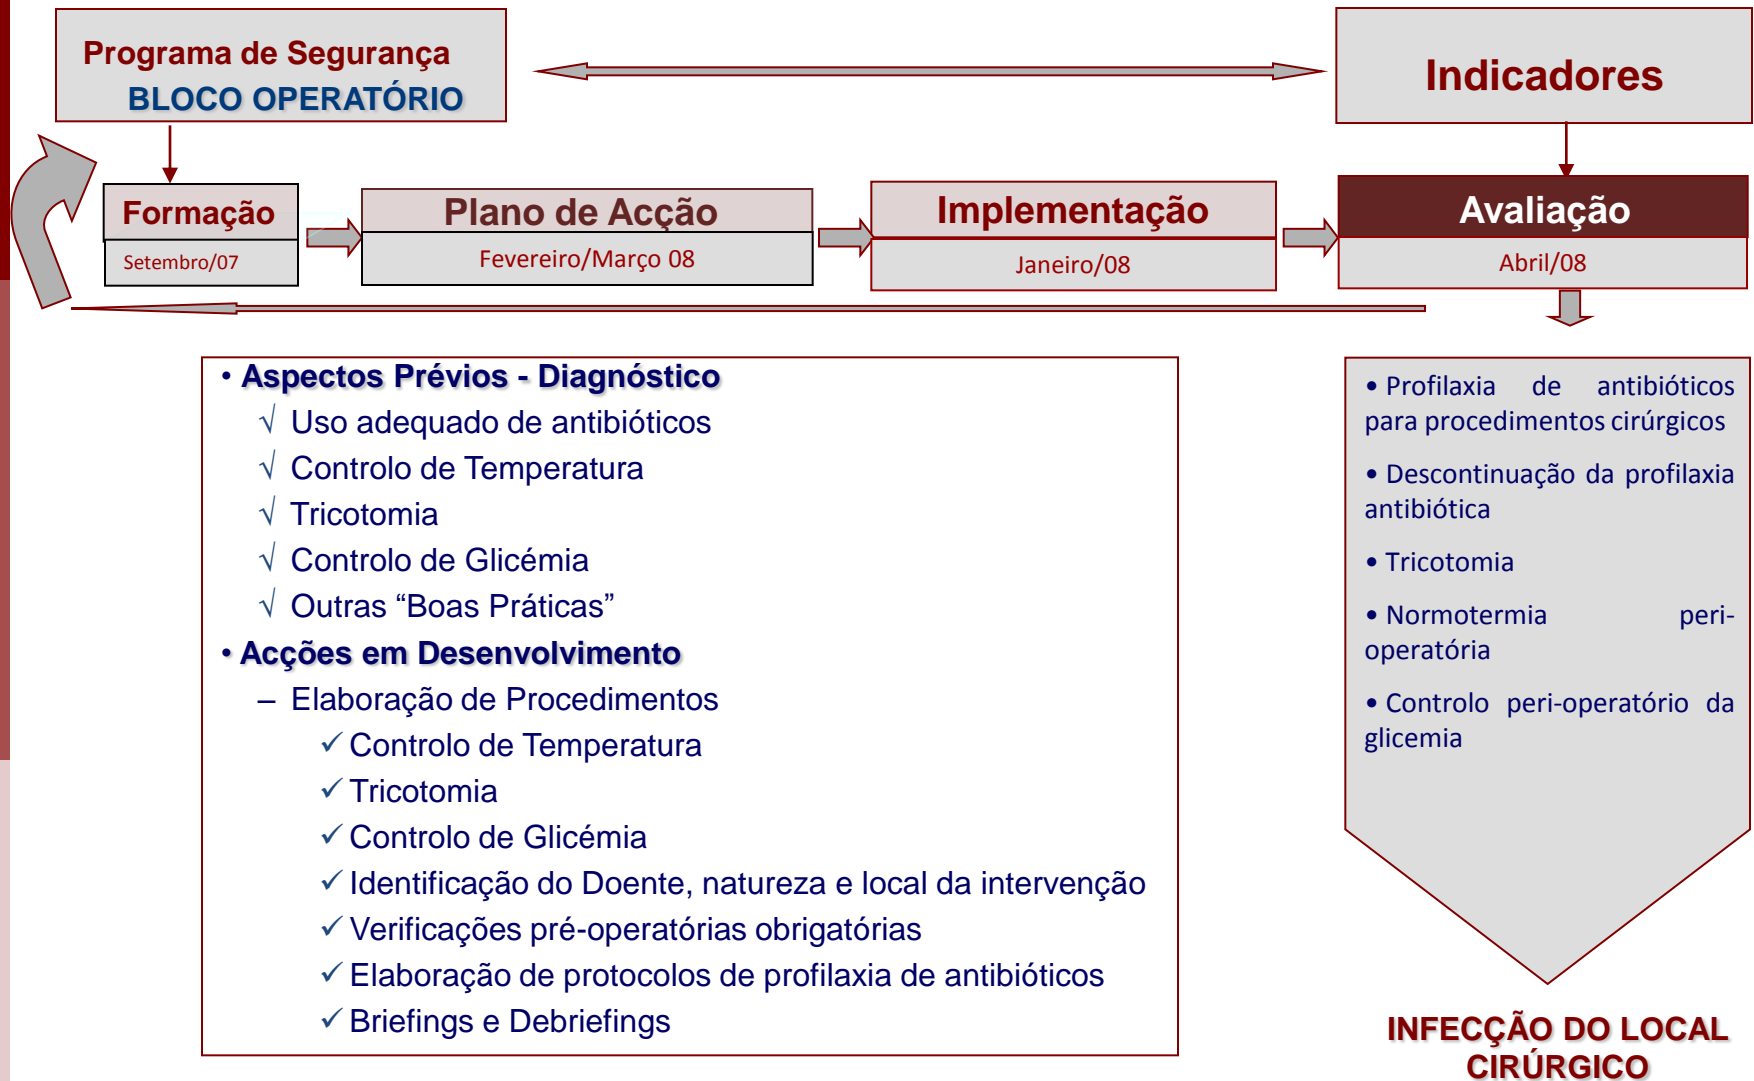 Programa de Segurança
BLOCO OPERATÓRIO
Indicadores
Formação
Setembro/07
Plano de Acção
Fevereiro/Março 08
Implementação
Janeiro/08
Avaliação
Abril/08
• Aspectos Prévios - Diagnóstico
√ Uso adequado de antibióticos
√ Controlo de Temperatura
√ Tricotomia
√ Controlo de Glicémia
√ Outras “Boas Práticas”
• Acções em Desenvolvimento
– Elaboração de Procedimentos
✓ Controlo de Temperatura
✓ Tricotomia
✓ Controlo de Glicémia
✓ Identificação do Doente, natureza e local da intervenção
✓ Verificações pré-operatórias obrigatórias
✓ Elaboração de protocolos de profilaxia de antibióticos
✓ Briefings e Debriefings
• Profilaxia de antibióticos
para procedimentos cirúrgicos
• Descontinuação da profilaxia
antibiótica
• Tricotomia
• Normotermia peri-
operatória
• Controlo peri-operatório da
glicemia
INFECÇÃO DO LOCAL
CIRÚRGICO